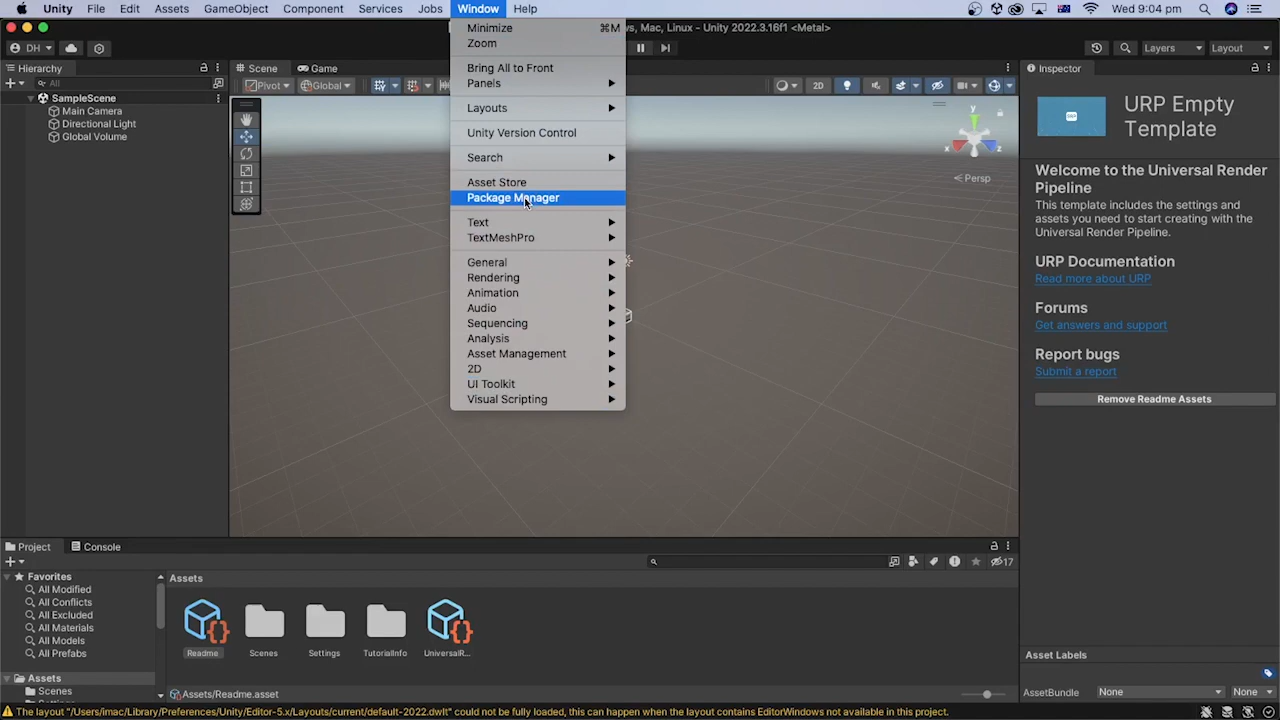 Unity File Edit Assets GameObject Component Services Jobs Window Help Wed 9:04 pm
ws, Mac, Linux - Unity 2022.3.16f1 <Metal>
DH Layers Layout
Hierarchy
All
SampleScene
Main Camera
Directional Light
Global Volume
Scene Game
Pivot Global 2D
Minimize ⌘M
Zoom
Bring All to Front
Panels
Layouts
Unity Version Control
Search
Asset Store
Package Manager
Text
TextMeshPro
General
Rendering
Animation
Audio
Sequencing
Analysis
Asset Management
2D
UI Toolkit
Visual Scripting
y
x z
< Persp
Inspector
URP Empty
Template
Welcome to the Universal Render
Pipeline
This template includes the settings and
assets you need to start creating with the
Universal Render Pipeline.
URP Documentation
Read more about URP
Forums
Get answers and support
Report bugs
Submit a report
Remove Readme Assets
Project Console
17
Favorites
All Modified
All Conflicts
All Excluded
All Materials
All Models
All Prefabs
Assets
Scenes
Assets
Readme Scenes Settings TutorialInfo UniversalR...
Assets/Readme.asset
Asset Labels
AssetBundle None None
The layout "/Users/imac/Library/Preferences/Unity/Editor-5.x/Layouts/current/default-2022.dwlt" could not be fully loaded, this can happen when the layout contains EditorWindows not available in this project.